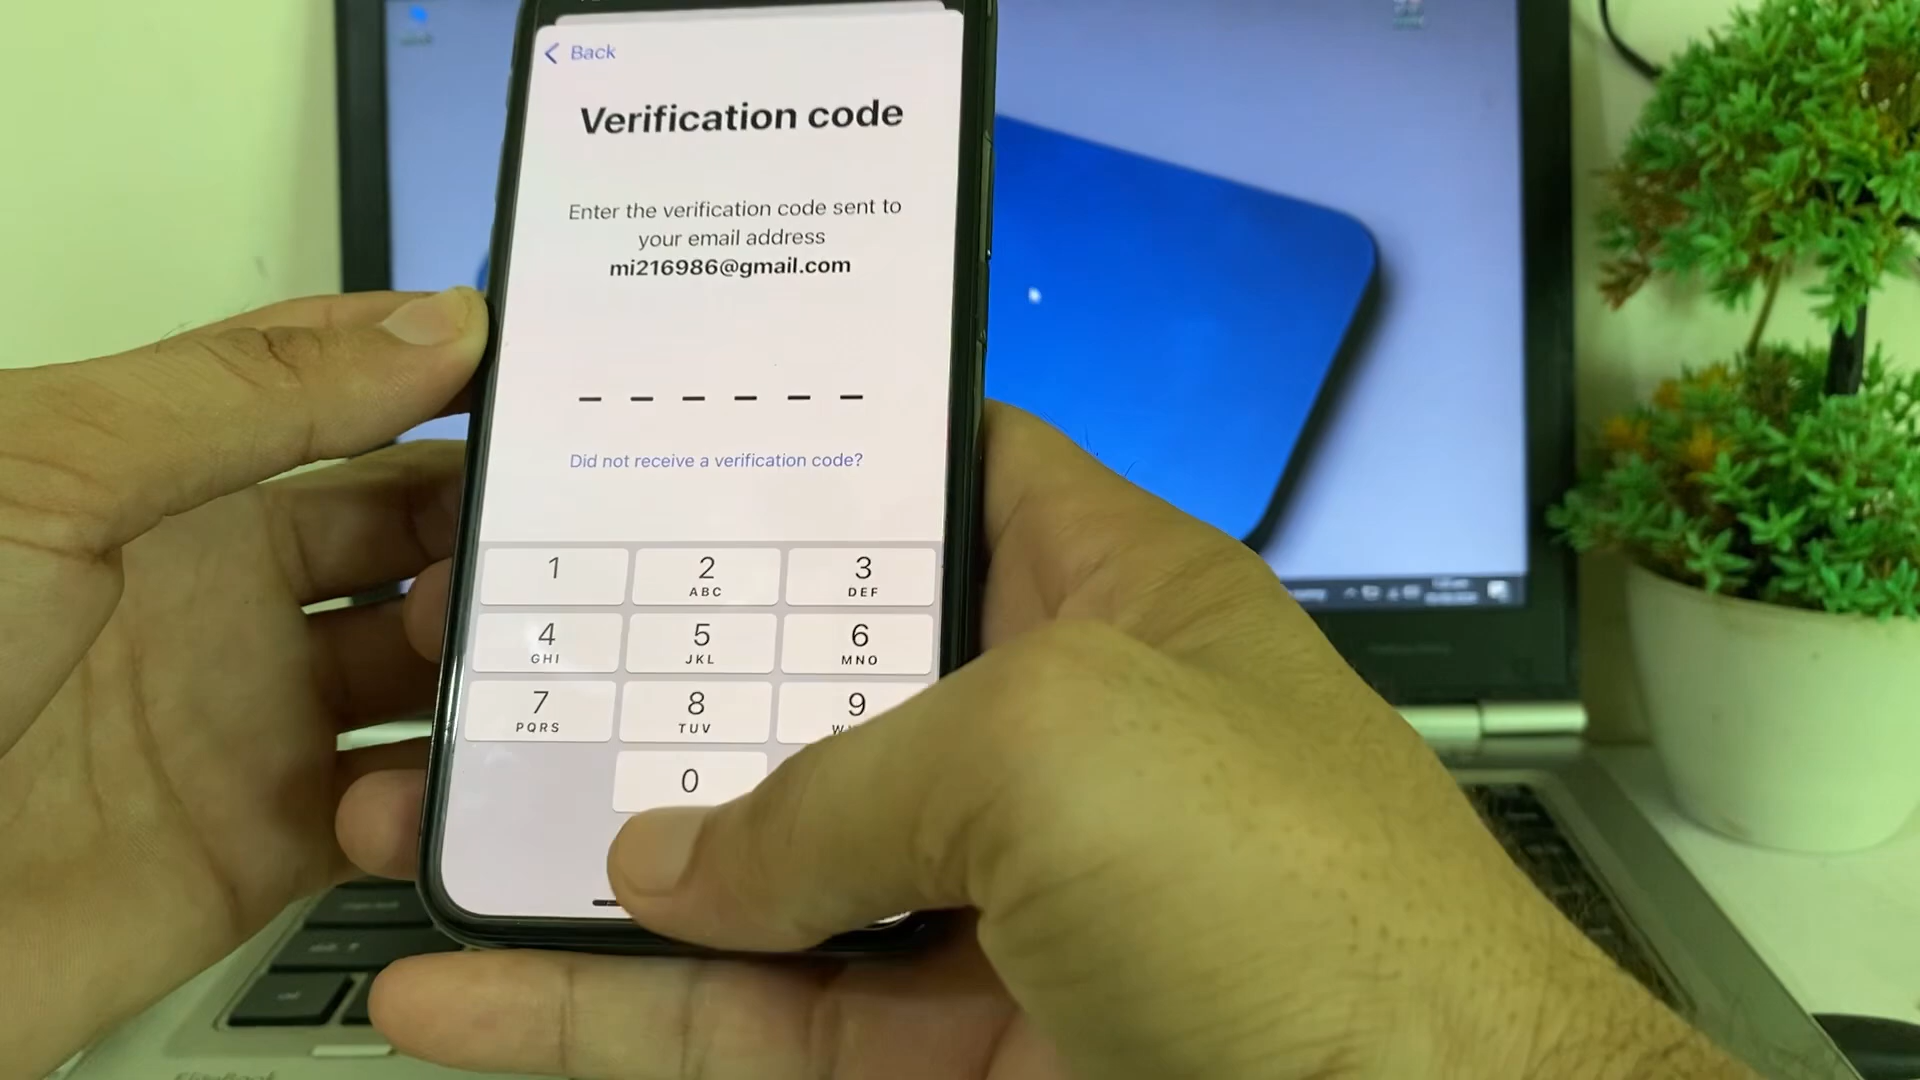 Back
Verification code
Enter the verification code sent to
your email address
mi216986@gmail.com
Did not receive a verification code?
1
2
ABC
3
DEF
4
GHI
5
JKL
6
MNO
7
PQRS
8
TUV
9
0